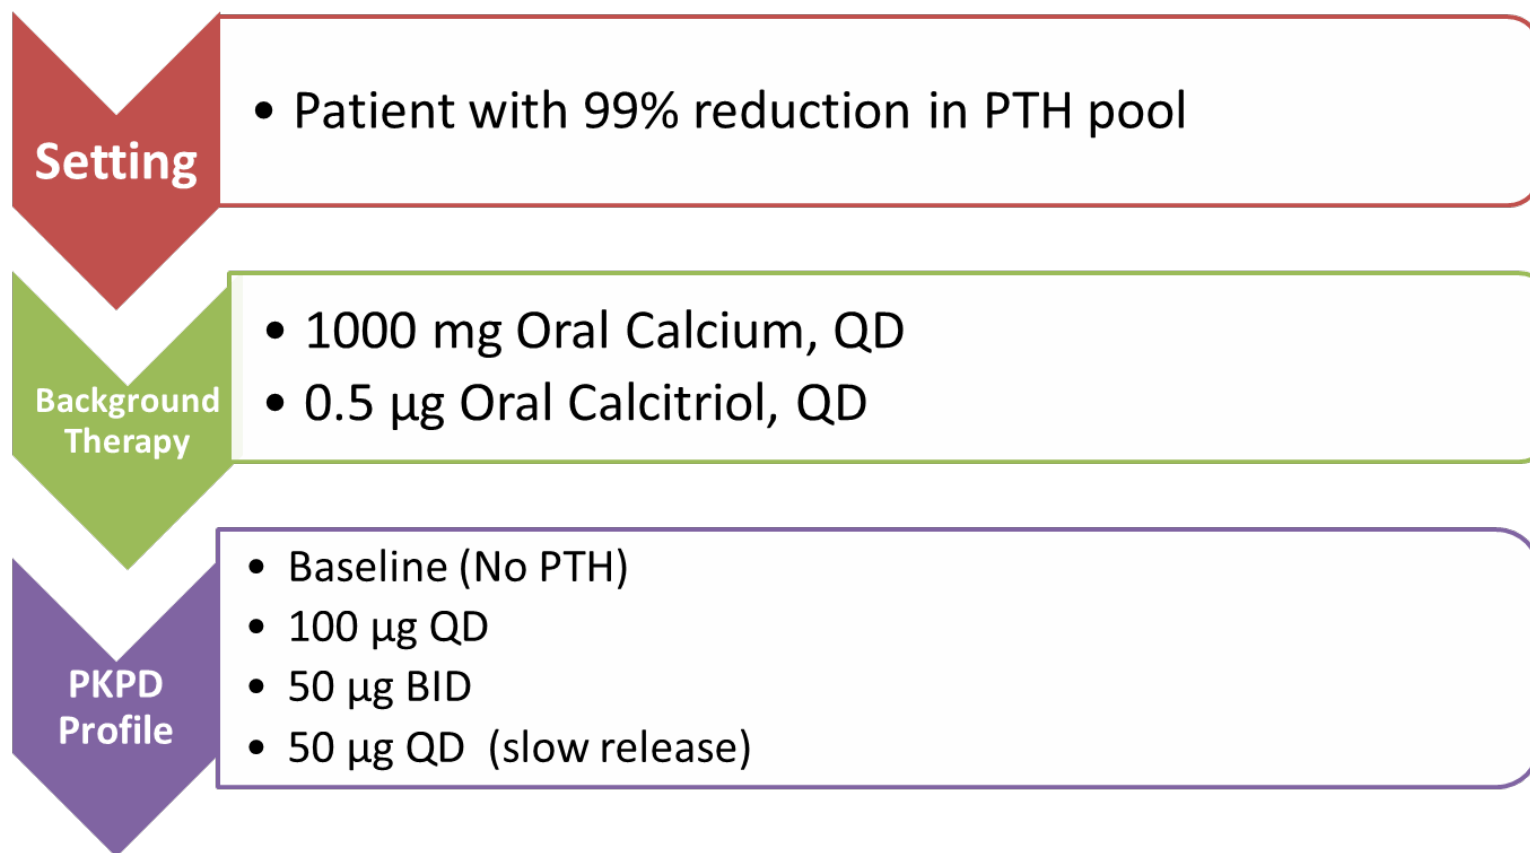 Setting
• Patient with 99% reduction in PTH pool
Background
Therapy
• 1000 mg Oral Calcium, QD
• 0.5 µg Oral Calcitriol, QD
PKPD
Profile
• Baseline (No PTH)
• 100 µg QD
• 50 µg BID
• 50 µg QD  (slow release)